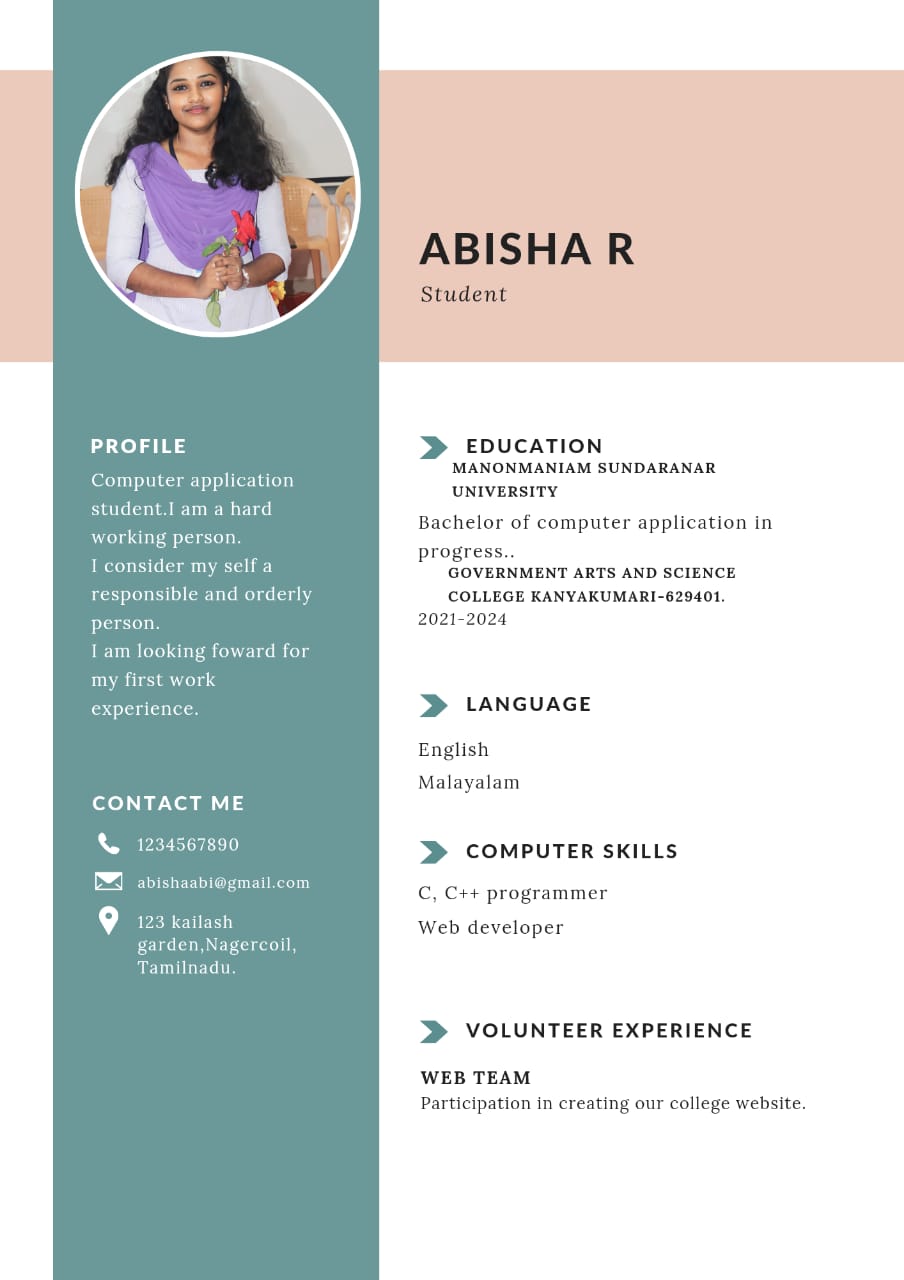 ABISHA R
Student
PROFILE
Computer application
student.I am a hard
working person.
I consider my self a
responsible and orderly
person.
I am looking foward for
my first work
experience.
CONTACT ME
1234567890
abishaabi@gmail.com
123 kailash
garden,Nagercoil,
Tamilnadu.
EDUCATION
MANONMANIAM SUNDARANAR
UNIVERSITY
Bachelor of computer application in
progress..
GOVERNMENT ARTS AND SCIENCE
COLLEGE KANYAKUMARI-629401.
2021-2024
LANGUAGE
English
Malayalam
COMPUTER SKILLS
C, C++ programmer
Web developer
VOLUNTEER EXPERIENCE
WEB TEAM
Participation in creating our college website.